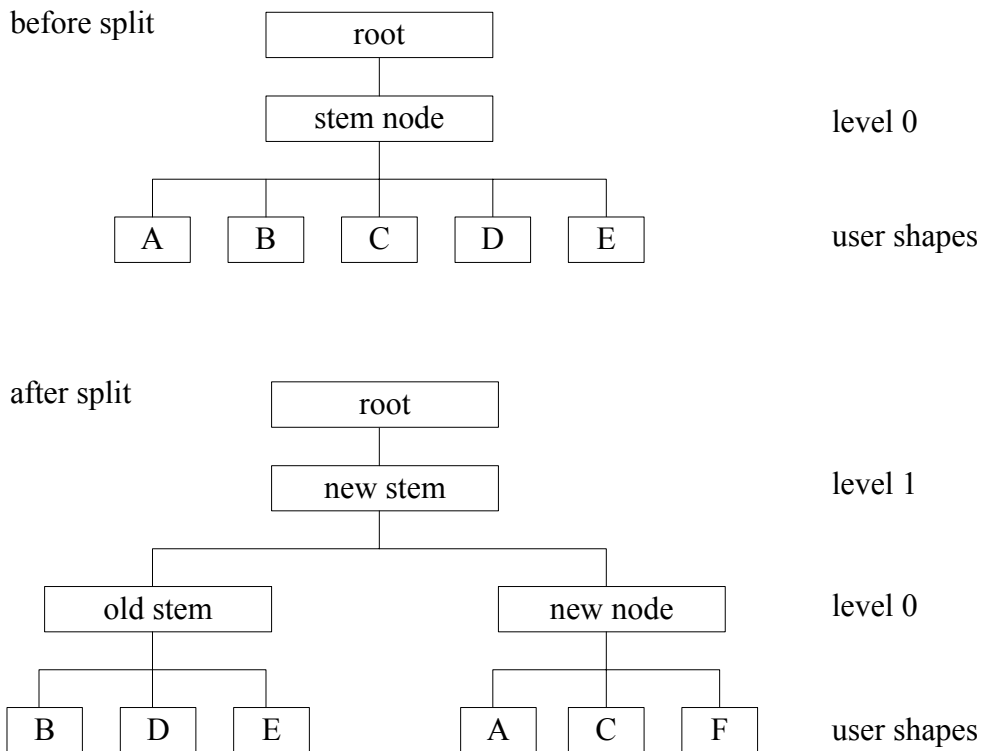 before split
root
stem node
level 0
A B C D E
user shapes
after split
root
new stem
level 1
old stem
new node
level 0
B D E
A C F
user shapes